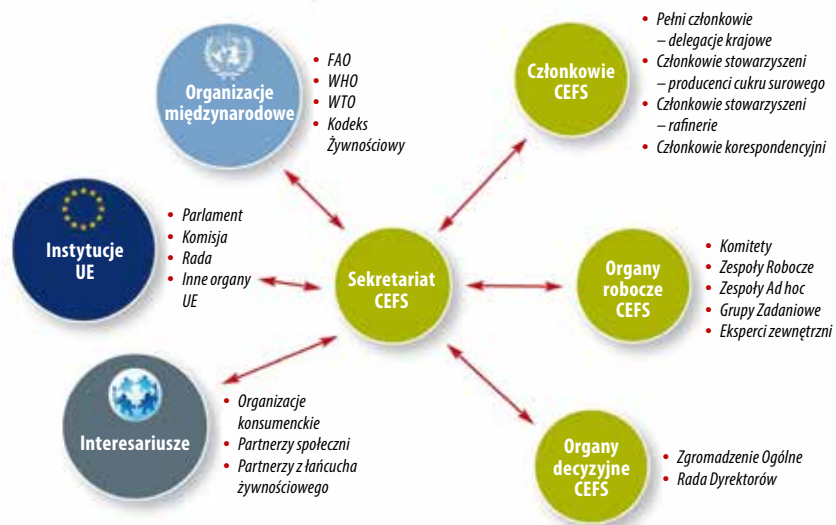 Organizacje
międzynarodowe
• FAO
• WHO
• WTO
• Kodeks
Żywnościowy
Członkowie
CEFS
• Pełni członkowie
– delegacje krajowe
• Członkowie stowarzyszeni
– producenci cukru surowego
• Członkowie stowarzyszeni
– rafinerie
• Członkowie korespondencyjni
Instytucje
UE
• Parlament
• Komisja
• Rada
• Inne organy
UE
Sekretariat
CEFS
Organy
robocze
CEFS
• Komitety
• Zespoły Robocze
• Zespoły Ad hoc
• Grupy Zadaniowe
• Eksperci zewnętrzni
Interesariusze
• Organizacje
konsumenckie
• Partnerzy społeczni
• Partnerzy z łańcucha
żywnościowego
Organy
decyzyjne
CEFS
• Zgromadzenie Ogólne
• Rada Dyrektorów